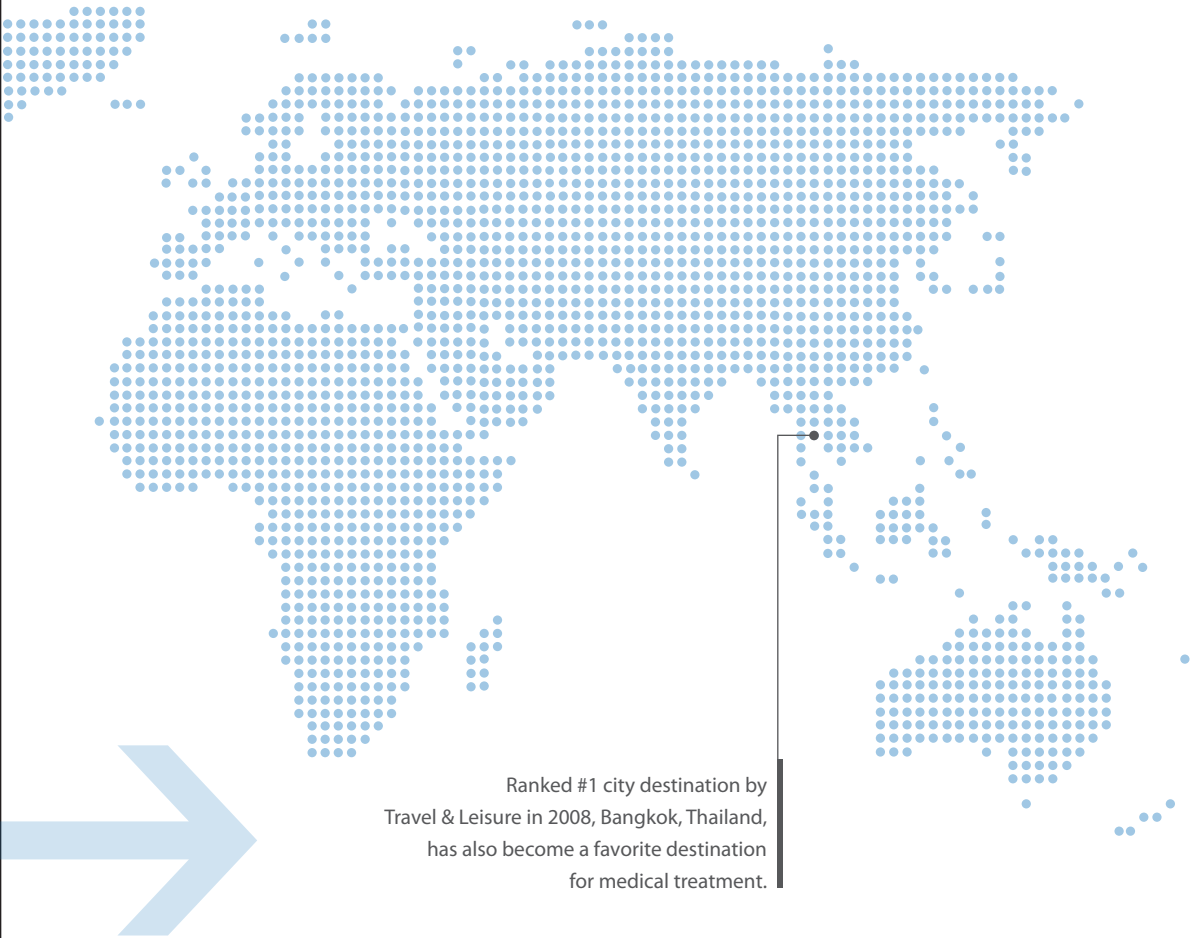 Ranked #1 city destination by
Travel & Leisure in 2008, Bangkok, Thailand,
has also become a favorite destination
for medical treatment.